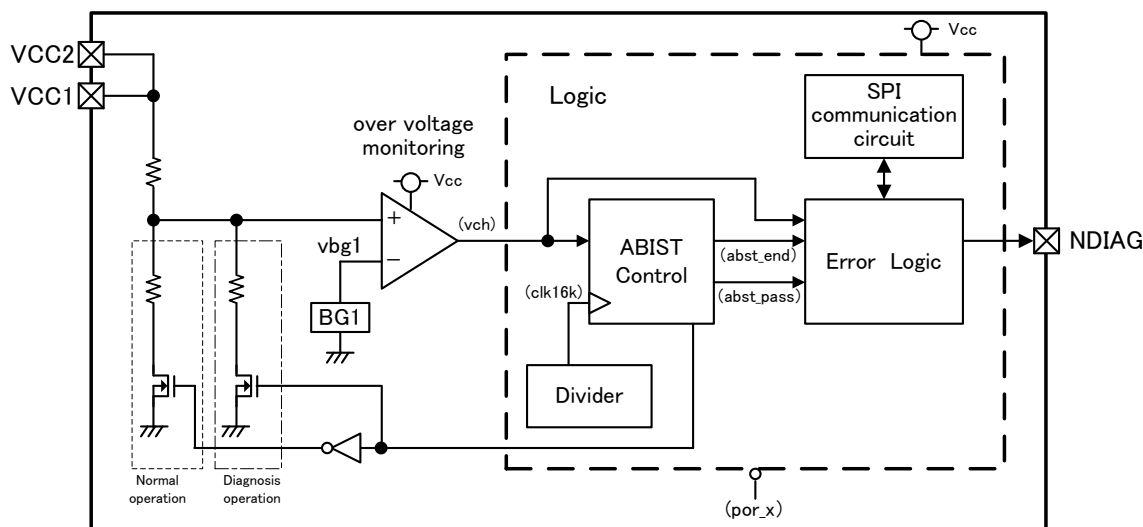 VCC2
VCC1
Vcc
Logic
SPI
communication
circuit
over voltage
monitoring
Vcc
+
(vch)
vbg1
−
ABIST
Control
(abst_end)
Error Logic
NDIAG
(clk16k)
(abst_pass)
BG1
Divider
Normal
operation
Diagnosis
operation
(por_x)